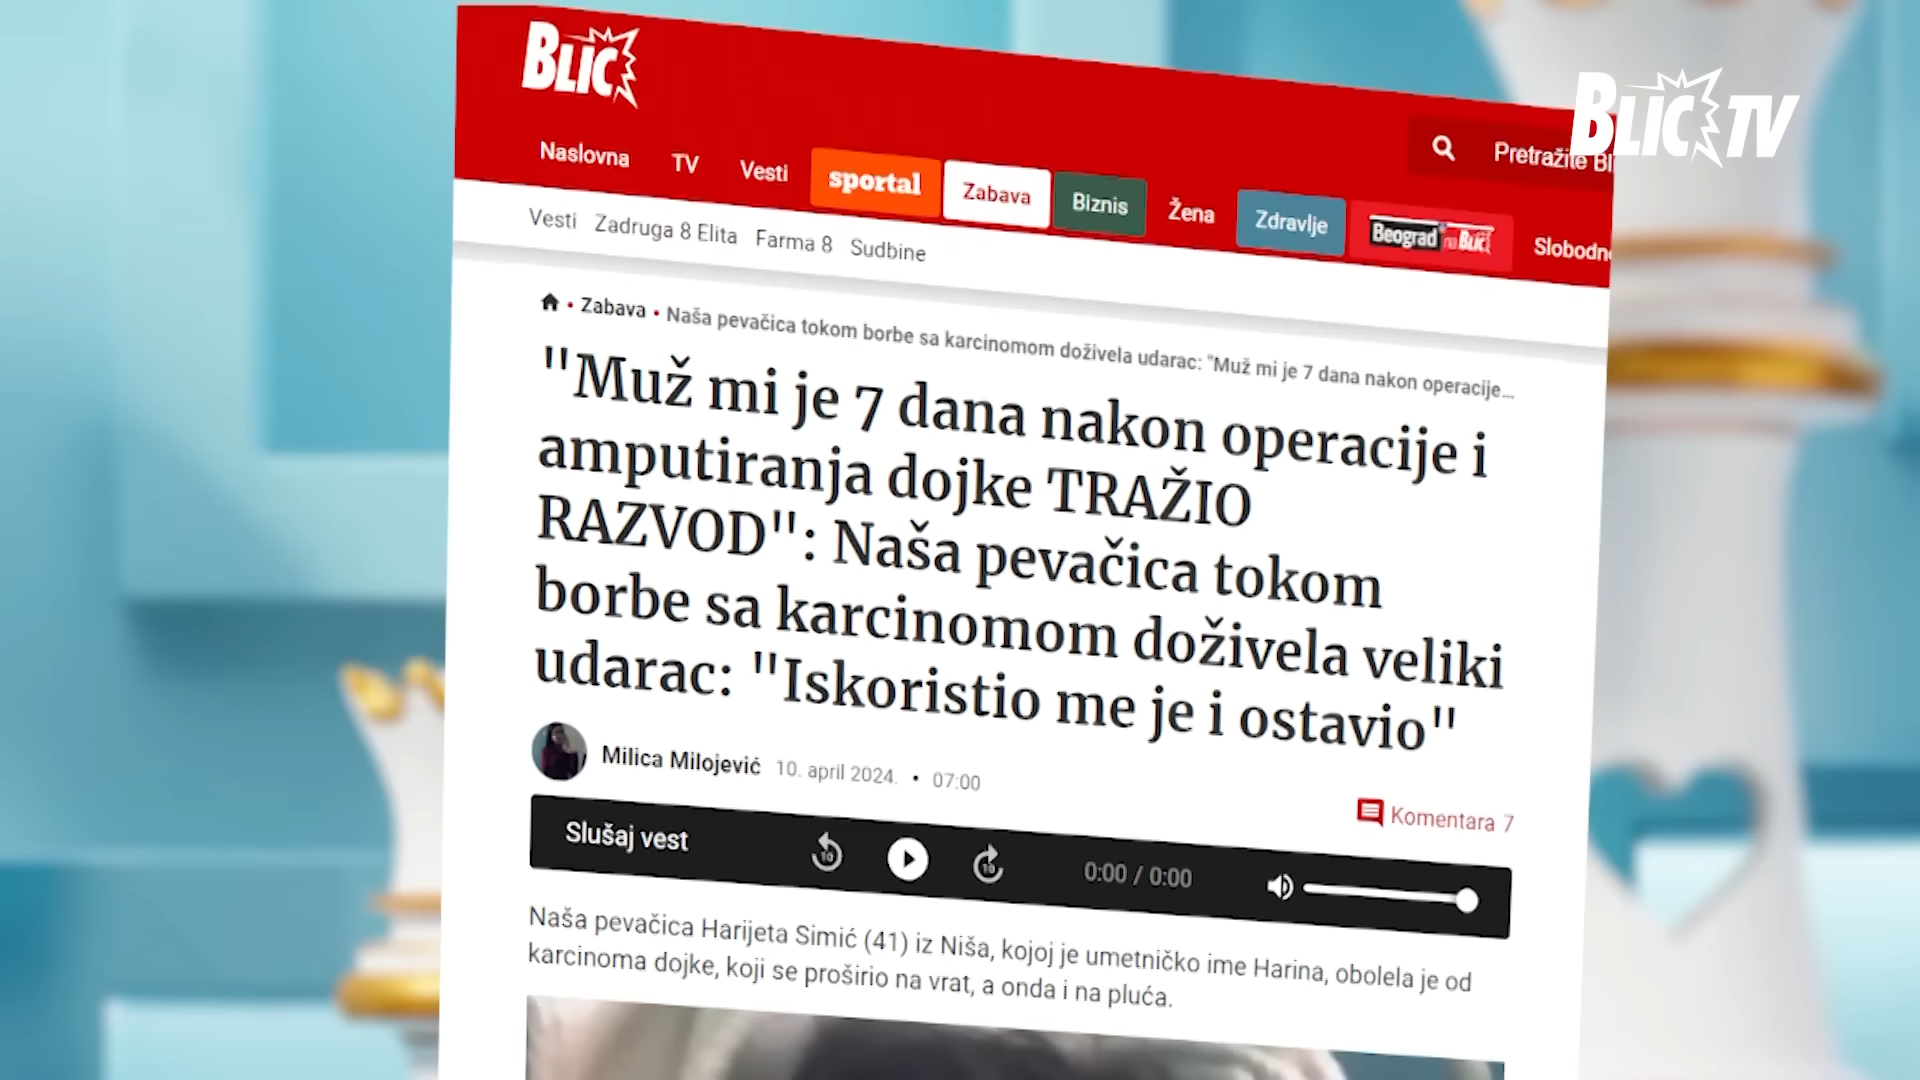 BLIC
BLIC TV
Pretražite Bl
Naslovna TV Vesti sportal Zabava Biznis Žena Zdravlje Beograd na BLIC Slobodn
Vesti Zadruga 8 Elita Farma 8 Sudbine
• Zabava • Naša pevačica tokom borbe sa karcinomom doživela udarac: "Muž mi je 7 dana nakon operacije...
"Muž mi je 7 dana nakon operacije i
amputiranja dojke TRAŽIO
RAZVOD": Naša pevačica tokom
borbe sa karcinomom doživela veliki
udarac: "Iskoristio me je i ostavio"
Milica Milojević 10. april 2024. • 07:00
Komentara 7
Slušaj vest 10 10 0:00 / 0:00
Naša pevačica Harijeta Simić (41) iz Niša, kojoj je umetničko ime Harina, obolela je od
karcinoma dojke, koji se proširio na vrat, a onda i na pluća.